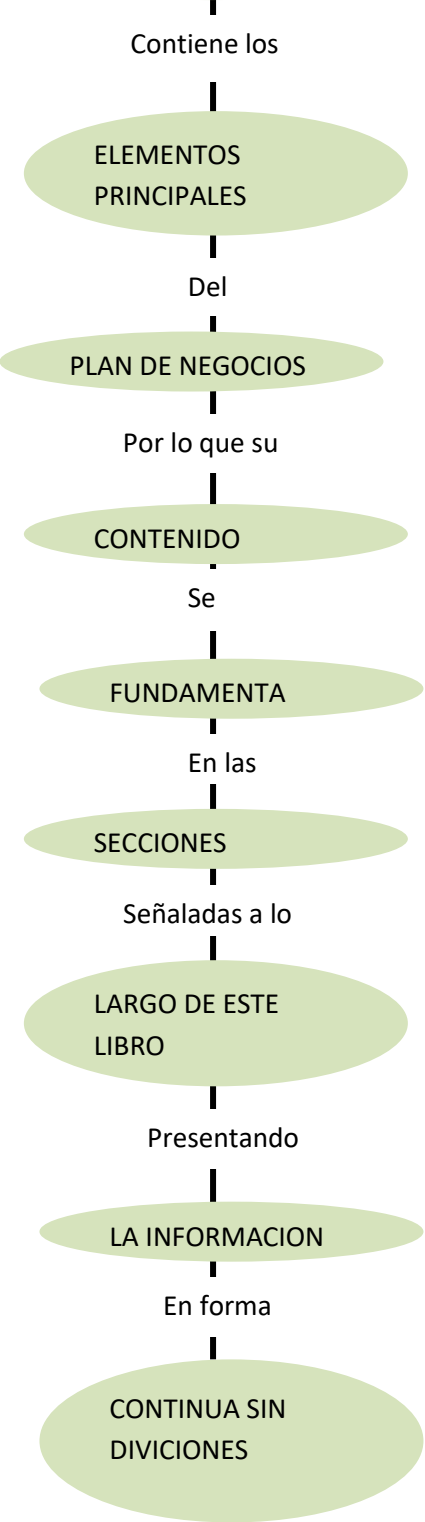 Contiene los
ELEMENTOS
PRINCIPALES
Del
PLAN DE NEGOCIOS
Por lo que su
CONTENIDO
Se
FUNDAMENTA
En las
SECCIONES
Señaladas a lo
LARGO DE ESTE
LIBRO
Presentando
LA INFORMACION
En forma
CONTINUA SIN
DIVICIONES